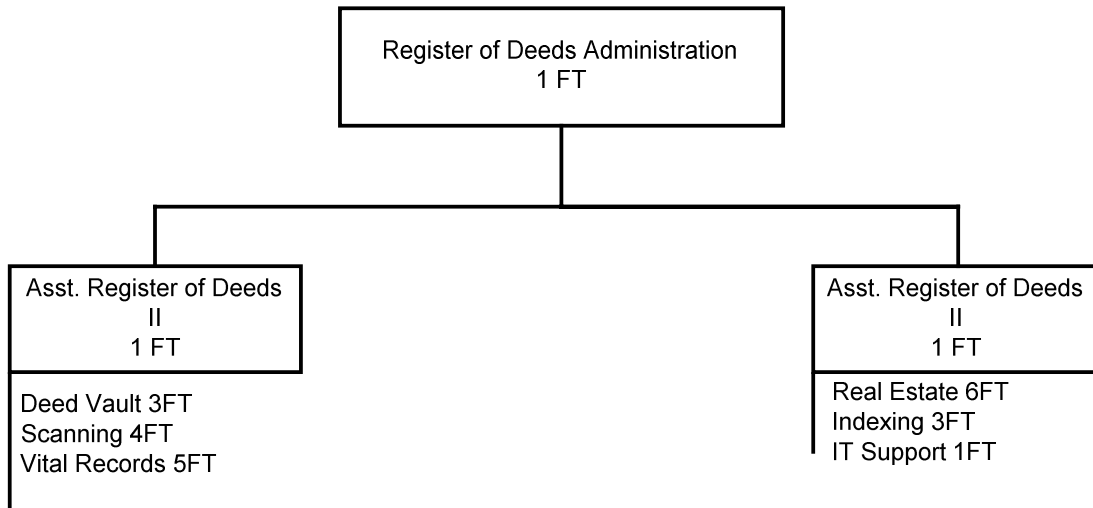 Register of Deeds Administration
1 FT
Asst. Register of Deeds
II
1 FT
Deed Vault 3FT
Scanning 4FT
Vital Records 5FT
Asst. Register of Deeds
II
1 FT
Real Estate 6FT
Indexing 3FT
IT Support 1FT